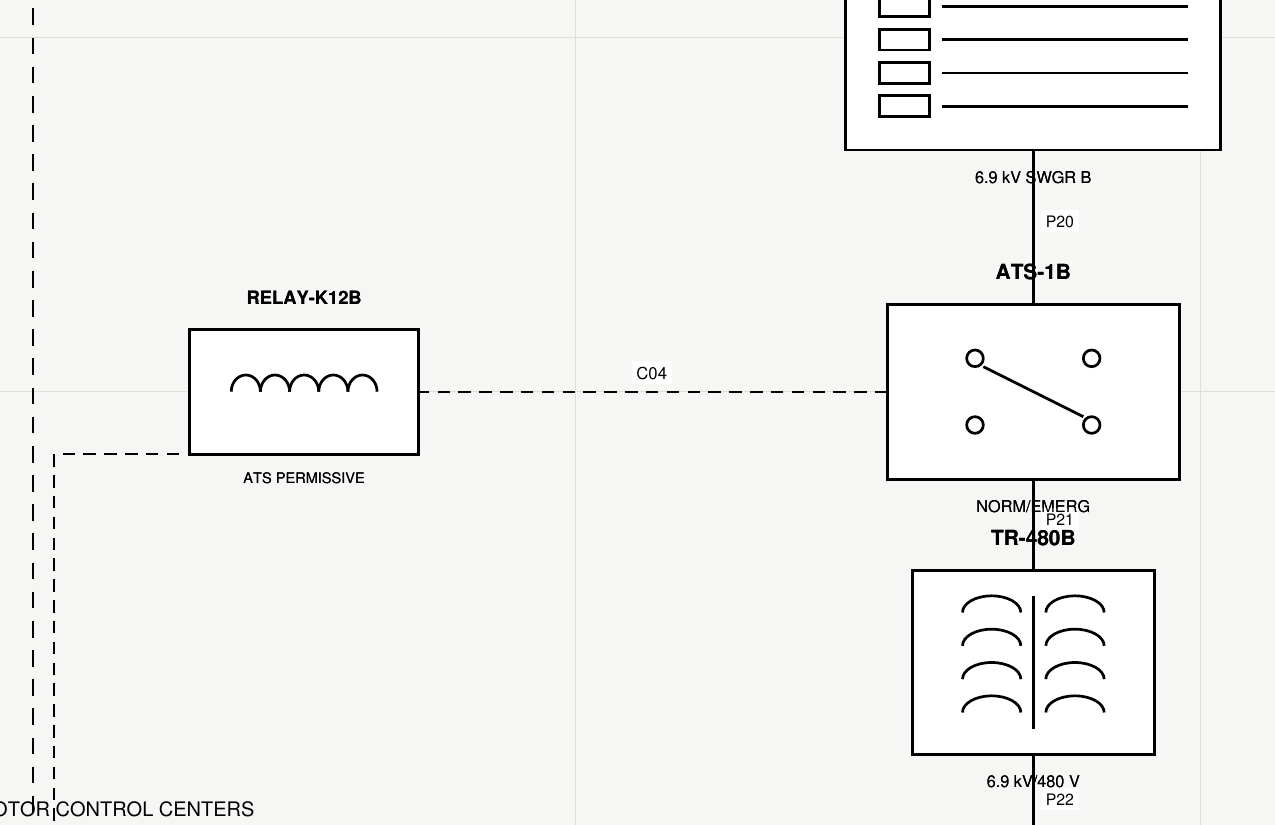 6.9 kV SWGR B
P20
ATS-1B
RELAY-K12B
C04
ATS PERMISSIVE
NORM/EMERG
P21
TR-480B
6.9 kV/480 V
P22
OTOR CONTROL CENTERS